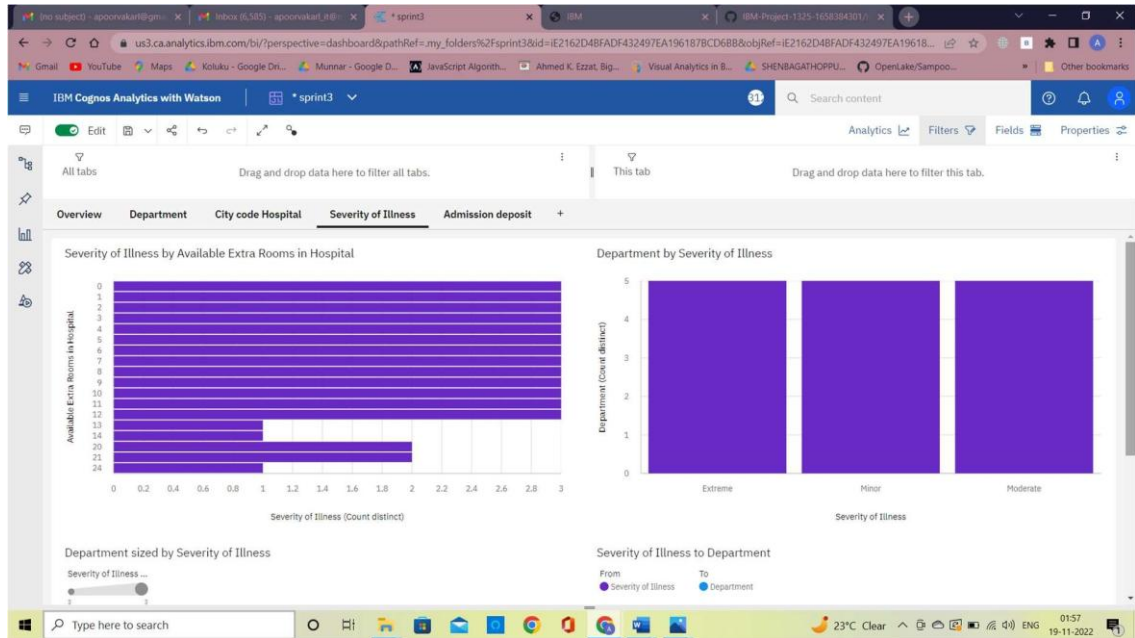 (no subject) - apoorvakarl@gm
Inbox (6,585) - apoorvakarl_it@
* sprint3
IBM
IBM-Project-1325-1658384301/
us3.ca.analytics.ibm.com/bi/?perspective=dashboard&pathRef=.my_folders%2Fsprint3&id=iE2162D4BFADF432497EA196187BCD6BB&objRef=iE2162D4BFADF432497EA19618...
Gmail YouTube Maps Koluku - Google Dri... Munnar - Google D... JavaScript Algorith... Ahmed K. Ezzat, Big... Visual Analytics in B... SHENBAGATHOPPU... OpenLake/Sampoo... » Other bookmarks
IBM Cognos Analytics with Watson * sprint3 Search content
Edit Analytics Filters Fields Properties
All tabs Drag and drop data here to filter all tabs. This tab Drag and drop data here to filter this tab.
Overview Department City code Hospital Severity of Illness Admission deposit +
Severity of Illness by Available Extra Rooms in Hospital
Available Extra Rooms in Hospital
0
1
2
3
4
5
6
7
8
9
10
11
12
13
14
20
21
24
0 0.2 0.4 0.6 0.8 1 1.2 1.4 1.6 1.8 2 2.2 2.4 2.6 2.8 3
Severity of Illness (Count distinct)
Department by Severity of Illness
Department (Count distinct)
5
4
3
2
1
0
Extreme Minor Moderate
Severity of Illness
Department sized by Severity of Illness
Severity of Illness ...
Severity of Illness to Department
From To
Severity of Illness Department
Type here to search
23°C Clear ENG
01:57
19-11-2022